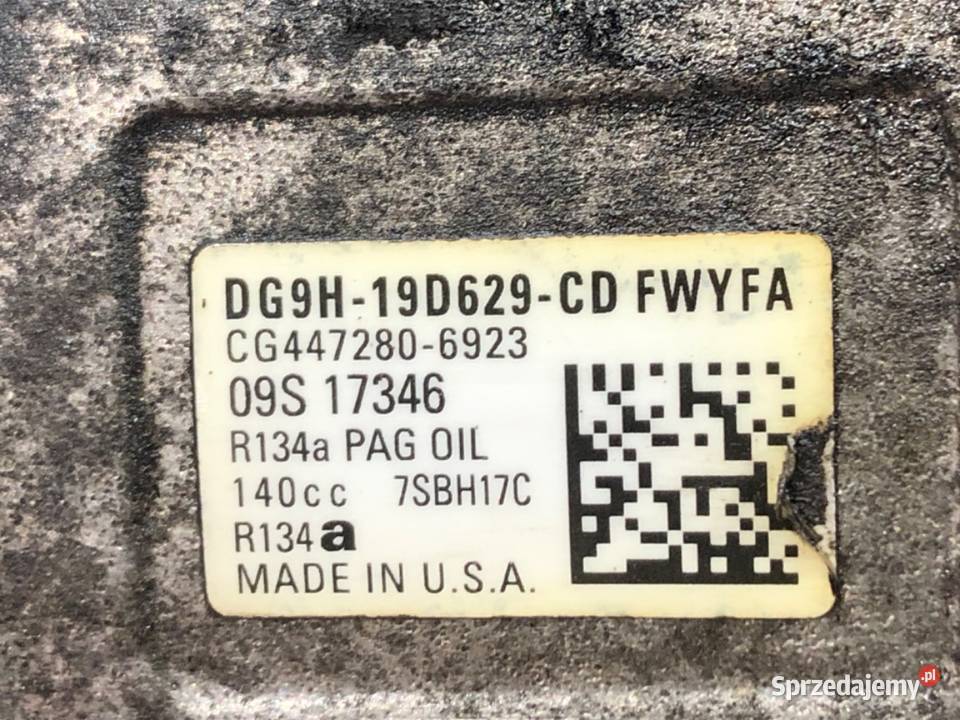 DG9H-19D629-CD FWYFA
CG447280-6923
09S 17346
R134a PAG OIL
140cc 7SBH17C
R134a
MADE IN U.S.A.
Sprzedajemy.pl